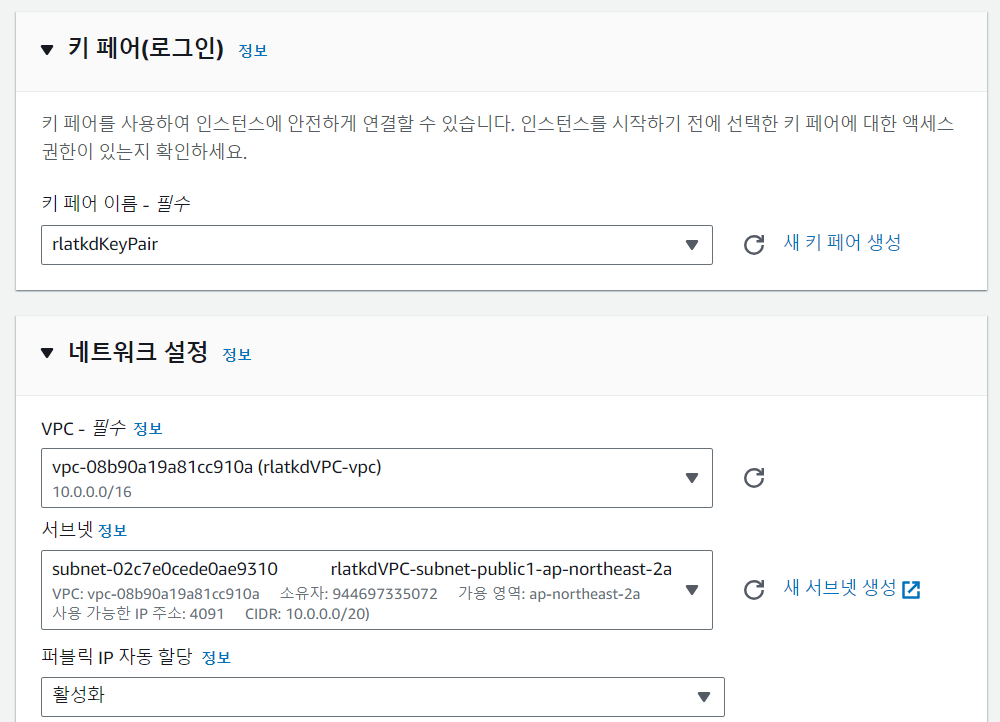 키 페어(로그인) 정보
키 페어를 사용하여 인스턴스에 안전하게 연결할 수 있습니다. 인스턴스를 시작하기 전에 선택한 키 페어에 대한 액세스
권한이 있는지 확인하세요.
키 페어 이름 - 필수
rlatkdKeyPair
새 키 페어 생성
네트워크 설정 정보
VPC - 필수 정보
vpc-08b90a19a81cc910a (rlatkdVPC-vpc)
10.0.0.0/16
서브넷 정보
subnet-02c7e0cede0ae9310 rlatkdVPC-subnet-public1-ap-northeast-2a
VPC: vpc-08b90a19a81cc910a 소유자: 944697335072 가용 영역: ap-northeast-2a
사용 가능한 IP 주소: 4091 CIDR: 10.0.0.0/20)
새 서브넷 생성
퍼블릭 IP 자동 할당 정보
활성화